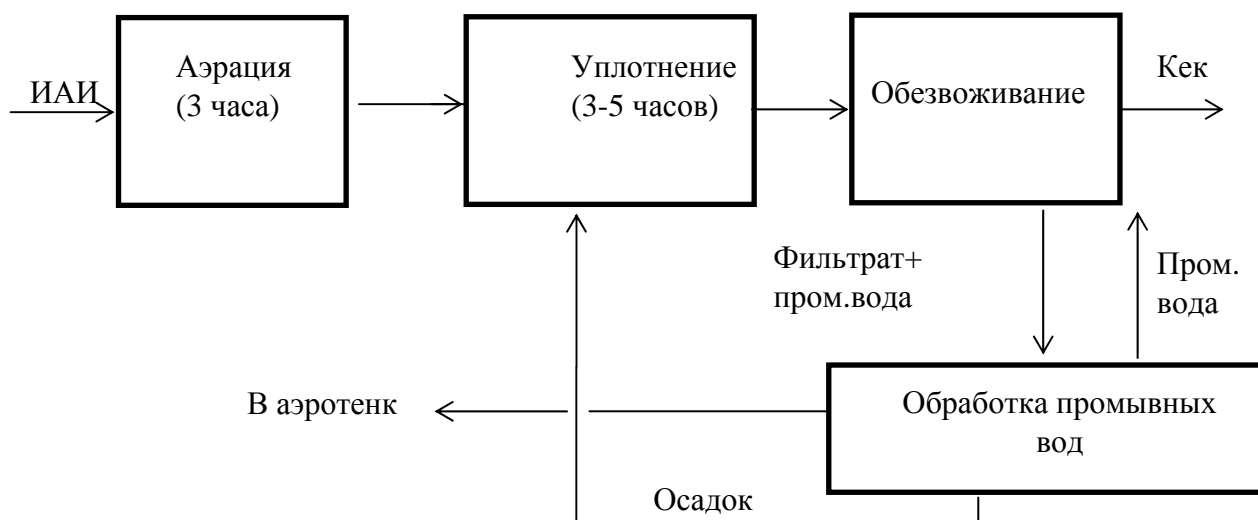 ИАИ
Аэрация
(3 часа)
Уплотнение
(3-5 часов)
Обезвоживание
Кек
Фильтрат+
пром.вода
Пром.
вода
В аэротенк
Обработка промывных
вод
Осадок